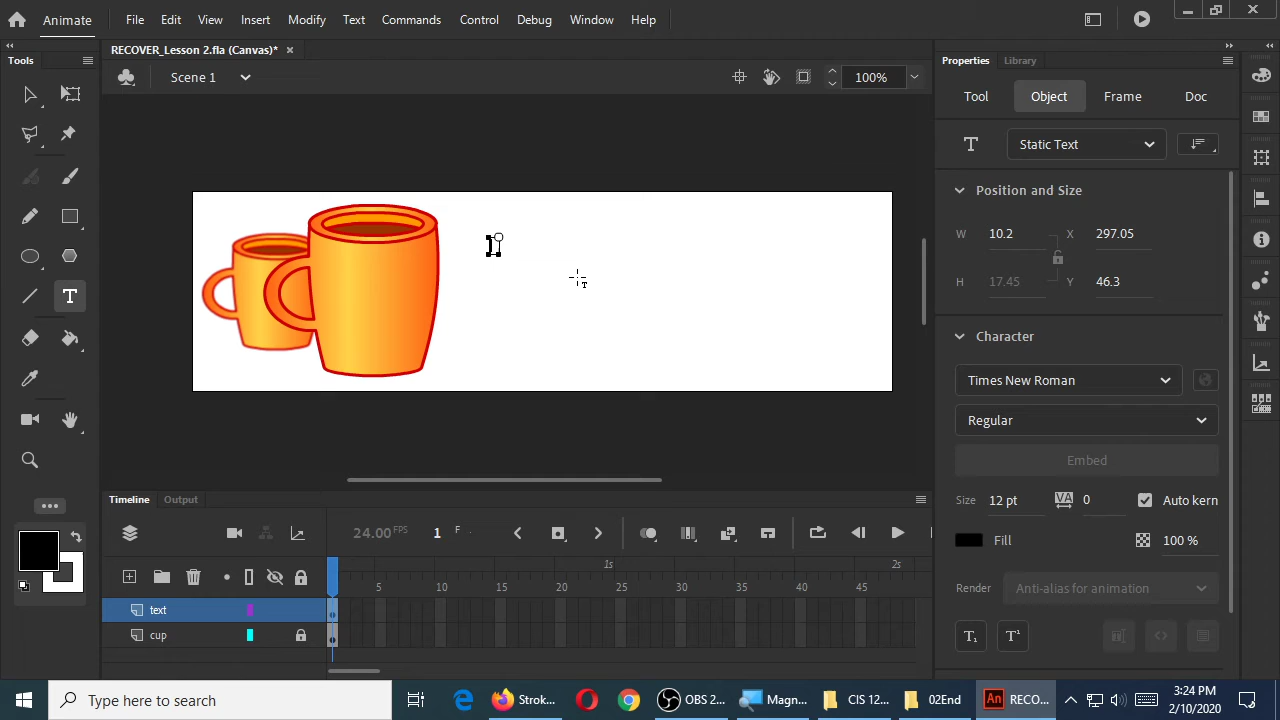 Animate File Edit View Insert Modify Text Commands Control Debug Window Help
RECOVER_Lesson 2.fla (Canvas)* ×
Tools
Scene 1 100%
Properties Library
Tool Object Frame Doc
T Static Text
Position and Size
W 10.2 X 297.05
H 17.45 Y 46.3
Character
Times New Roman
Regular
Embed
Size 12 pt VA 0 Auto kern
Fill 100 %
Render Anti-alias for animation
T₁ T¹
Timeline Output
24.00 FPS 1 F
1s 2s
5 10 15 20 25 30 35 40 45
text
cup
Type here to search
Strok... OBS 2... Magn... CIS 12... 02End An RECO...
3:24 PM
2/10/2020